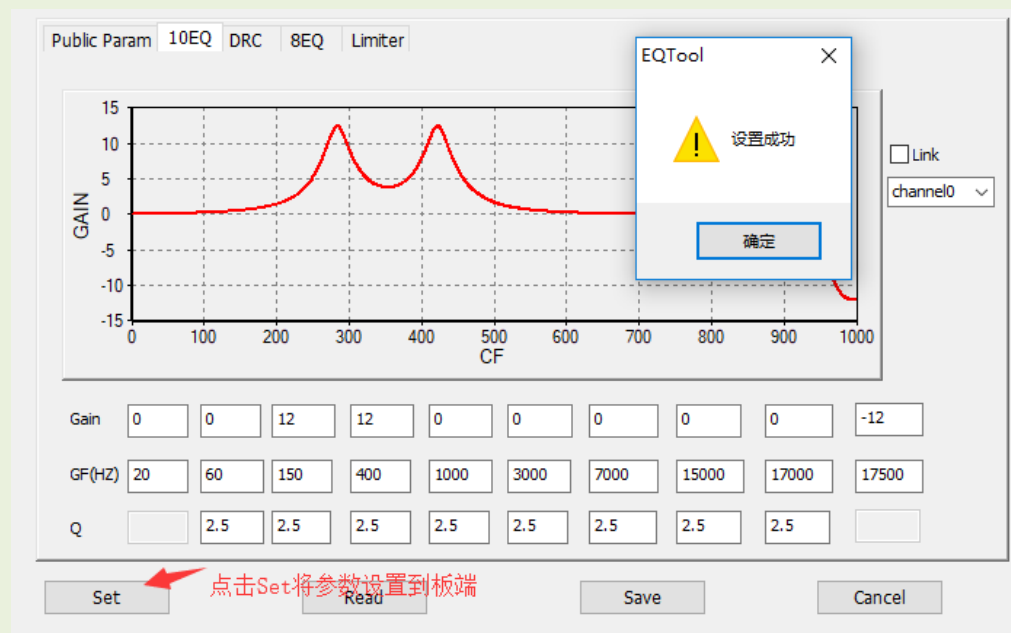 Public Param 10EQ DRC 8EQ Limiter
EQTool
设置成功
确定
Link
channel0
GAIN
15
10
5
0
-5
-10
-15
0 100 200 300 400 500 600 700 800 900 1000
CF
Gain 0 0 12 12 0 0 0 0 0 -12
GF(HZ) 20 60 150 400 1000 3000 7000 15000 17000 17500
Q 2.5 2.5 2.5 2.5 2.5 2.5 2.5 2.5
点击Set将参数设置到板端
Set Read Save Cancel